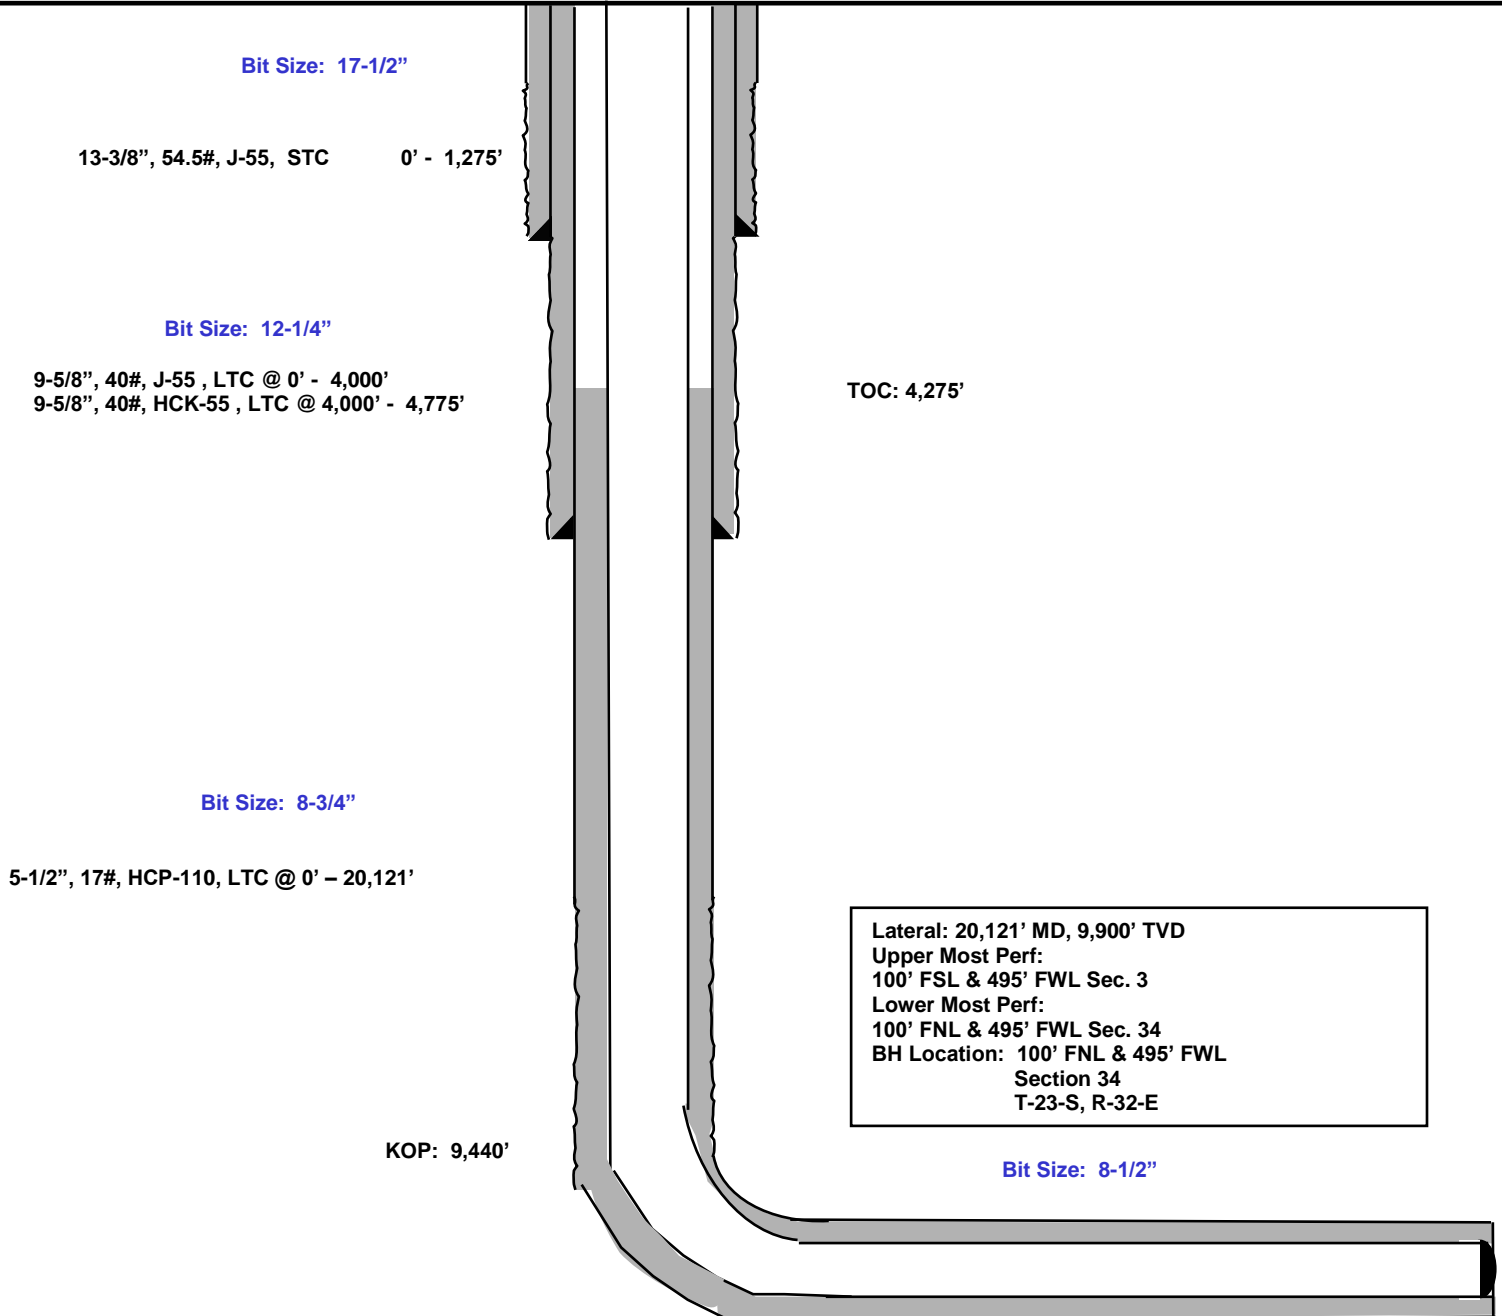 Bit Size: 17-1/2”
13-3/8”, 54.5#, J-55, STC 0’ - 1,275’
Bit Size: 12-1/4”
9-5/8”, 40#, J-55 , LTC @ 0’ - 4,000’
9-5/8”, 40#, HCK-55 , LTC @ 4,000’ - 4,775’
TOC: 4,275’
Bit Size: 8-3/4”
5-1/2”, 17#, HCP-110, LTC @ 0’ – 20,121’
Lateral: 20,121’ MD, 9,900’ TVD
Upper Most Perf:
100’ FSL & 495’ FWL Sec. 3
Lower Most Perf:
100’ FNL & 495’ FWL Sec. 34
BH Location: 100’ FNL & 495’ FWL
Section 34
T-23-S, R-32-E
KOP: 9,440’
Bit Size: 8-1/2”